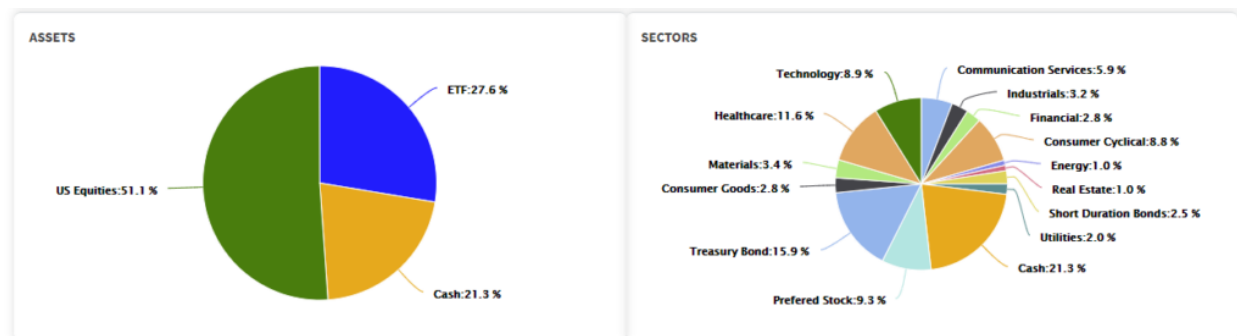 ASSETS
ETF:27.6 %
US Equities:51.1 %
Cash:21.3 %
SECTORS
Communication Services:5.9 %
Technology:8.9 %
Industrials:3.2 %
Healthcare:11.6 %
Financial:2.8 %
Consumer Cyclical:8.8 %
Materials:3.4 %
Energy:1.0 %
Consumer Goods:2.8 %
Real Estate:1.0 %
Short Duration Bonds:2.5 %
Utilities:2.0 %
Treasury Bond:15.9 %
Cash:21.3 %
Prefered Stock:9.3 %